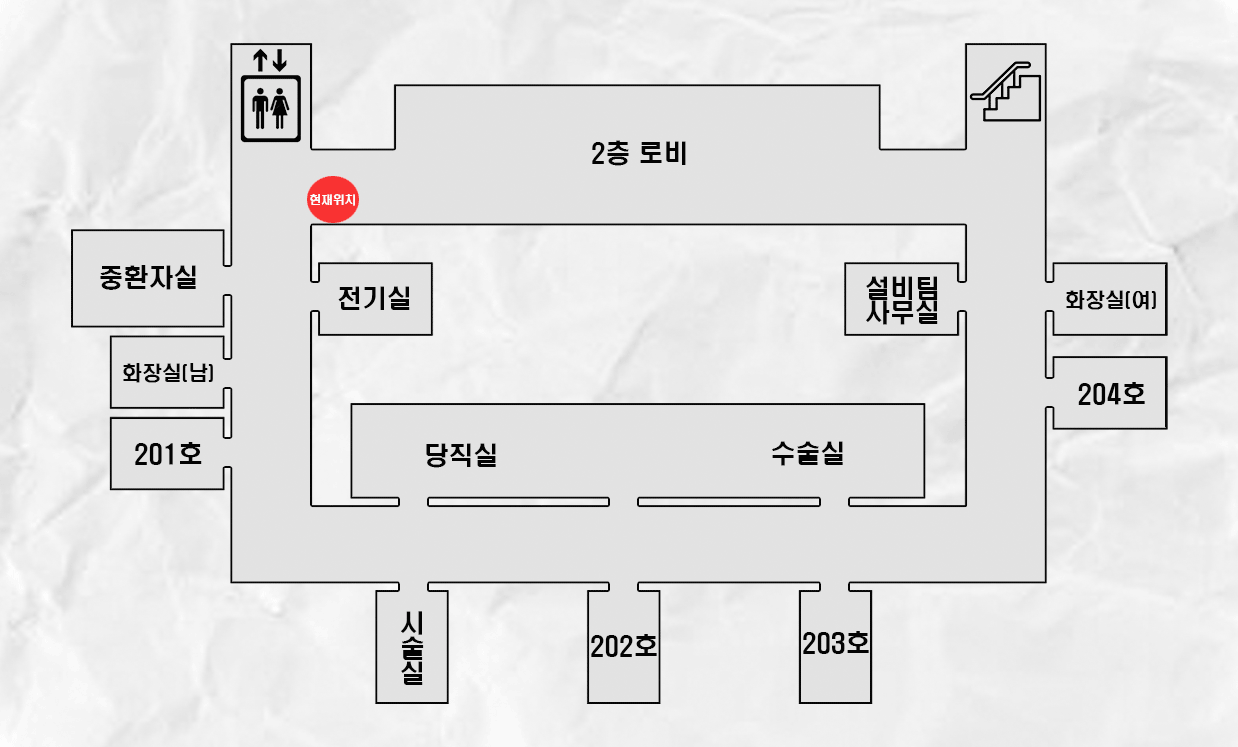 2층 로비
현재위치
중환자실
전기실
설비팀
사무실
화장실(여)
화장실(남)
204호
201호
당직실
수술실
시술실
202호
203호